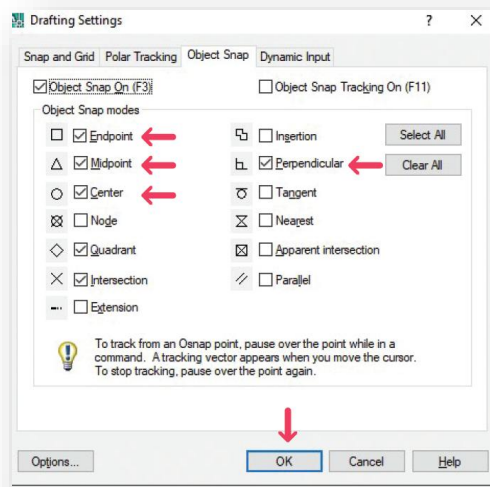 Drafting Settings
Snap and Grid Polar Tracking Object Snap Dynamic Input
Object Snap On (F3)
Object Snap Tracking On (F11)
Object Snap modes
Endpoint
Insertion
Select All
Midpoint
Perpendicular
Clear All
Center
Tangent
Node
Nearest
Quadrant
Apparent intersection
Intersection
Parallel
Extension
To track from an Osnap point, pause over the point while in a
command. A tracking vector appears when you move the cursor.
To stop tracking, pause over the point again.
Options...
OK
Cancel
Help